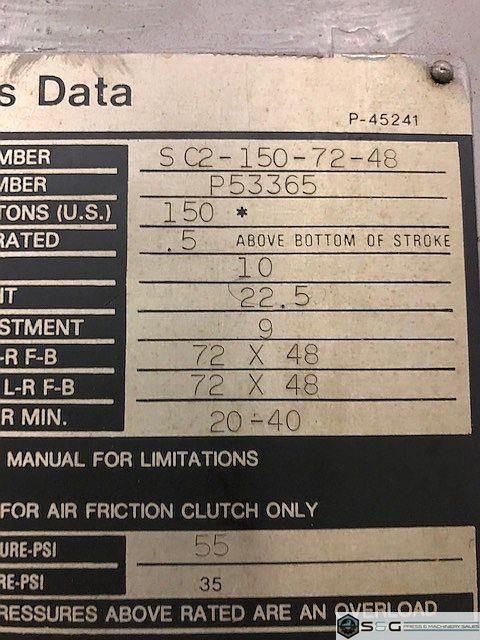 s Data
P-45241
MBER SC2-150-72-48
MBER P53365
TONS (U.S.) 150 *
RATED .5 ABOVE BOTTOM OF STROKE
10
UT 22.5
STMENT 9
-R F-B 72 X 48
L-R F-B 72 X 48
R MIN. 20-40
MANUAL FOR LIMITATIONS
FOR AIR FRICTION CLUTCH ONLY
URE-PSI 55
RE-PSI 35
RESSURES ABOVE RATED ARE AN OVERLOAD
S&G PRESS & MACHINERY SALES